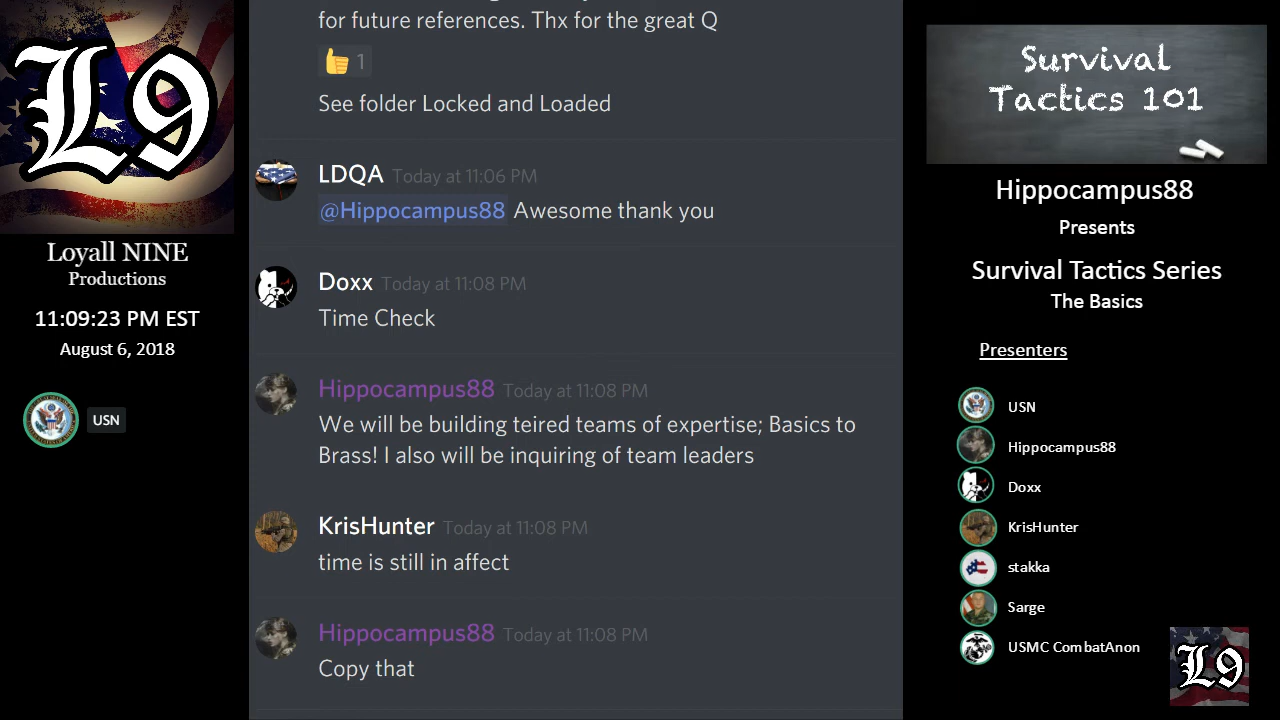 L9
Loyall NINE
Productions
11:09:23 PM EST
August 6, 2018
USN
for future references. Thx for the great Q
1
See folder Locked and Loaded
LDQA Today at 11:06 PM
@Hippocampus88 Awesome thank you
Doxx Today at 11:08 PM
Time Check
Hippocampus88 Today at 11:08 PM
We will be building teired teams of expertise; Basics to
Brass! I also will be inquiring of team leaders
KrisHunter Today at 11:08 PM
time is still in affect
Hippocampus88 Today at 11:08 PM
Copy that
Survival
Tactics 101
Hippocampus88
Presents
Survival Tactics Series
The Basics
Presenters
USN
Hippocampus88
Doxx
KrisHunter
stakka
Sarge
USMC CombatAnon
L9